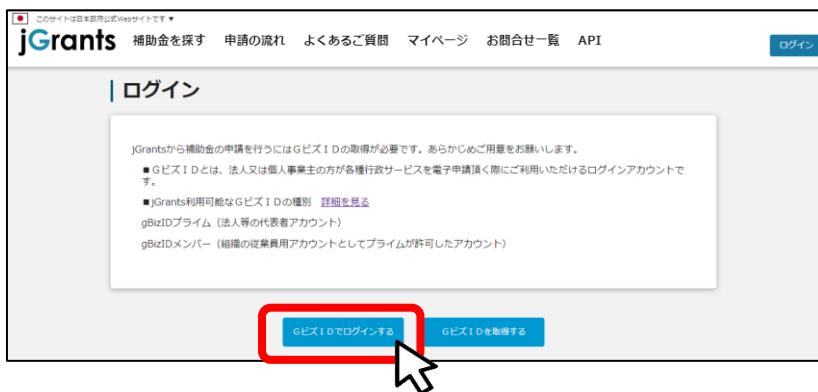 このサイトは日本政府公式Webサイトです ▼
jGrants 補助金を探す 申請の流れ よくあるご質問 マイページ お問合せ一覧 API ログイン
ログイン
jGrantsから補助金の申請を行うにはGビズIDの取得が必要です。あらかじめご用意をお願いします。
■GビズIDとは、法人又は個人事業主の方が各種行政サービスを電子申請頂く際にご利用いただけるログインアカウントで
す。
■jGrants利用可能なGビズIDの種別 詳細を見る
gBizIDプライム（法人等の代表者アカウント）
gBizIDメンバー（組織の従業員用アカウントとしてプライムが許可したアカウント）
GビズIDでログインする GビズIDを取得する